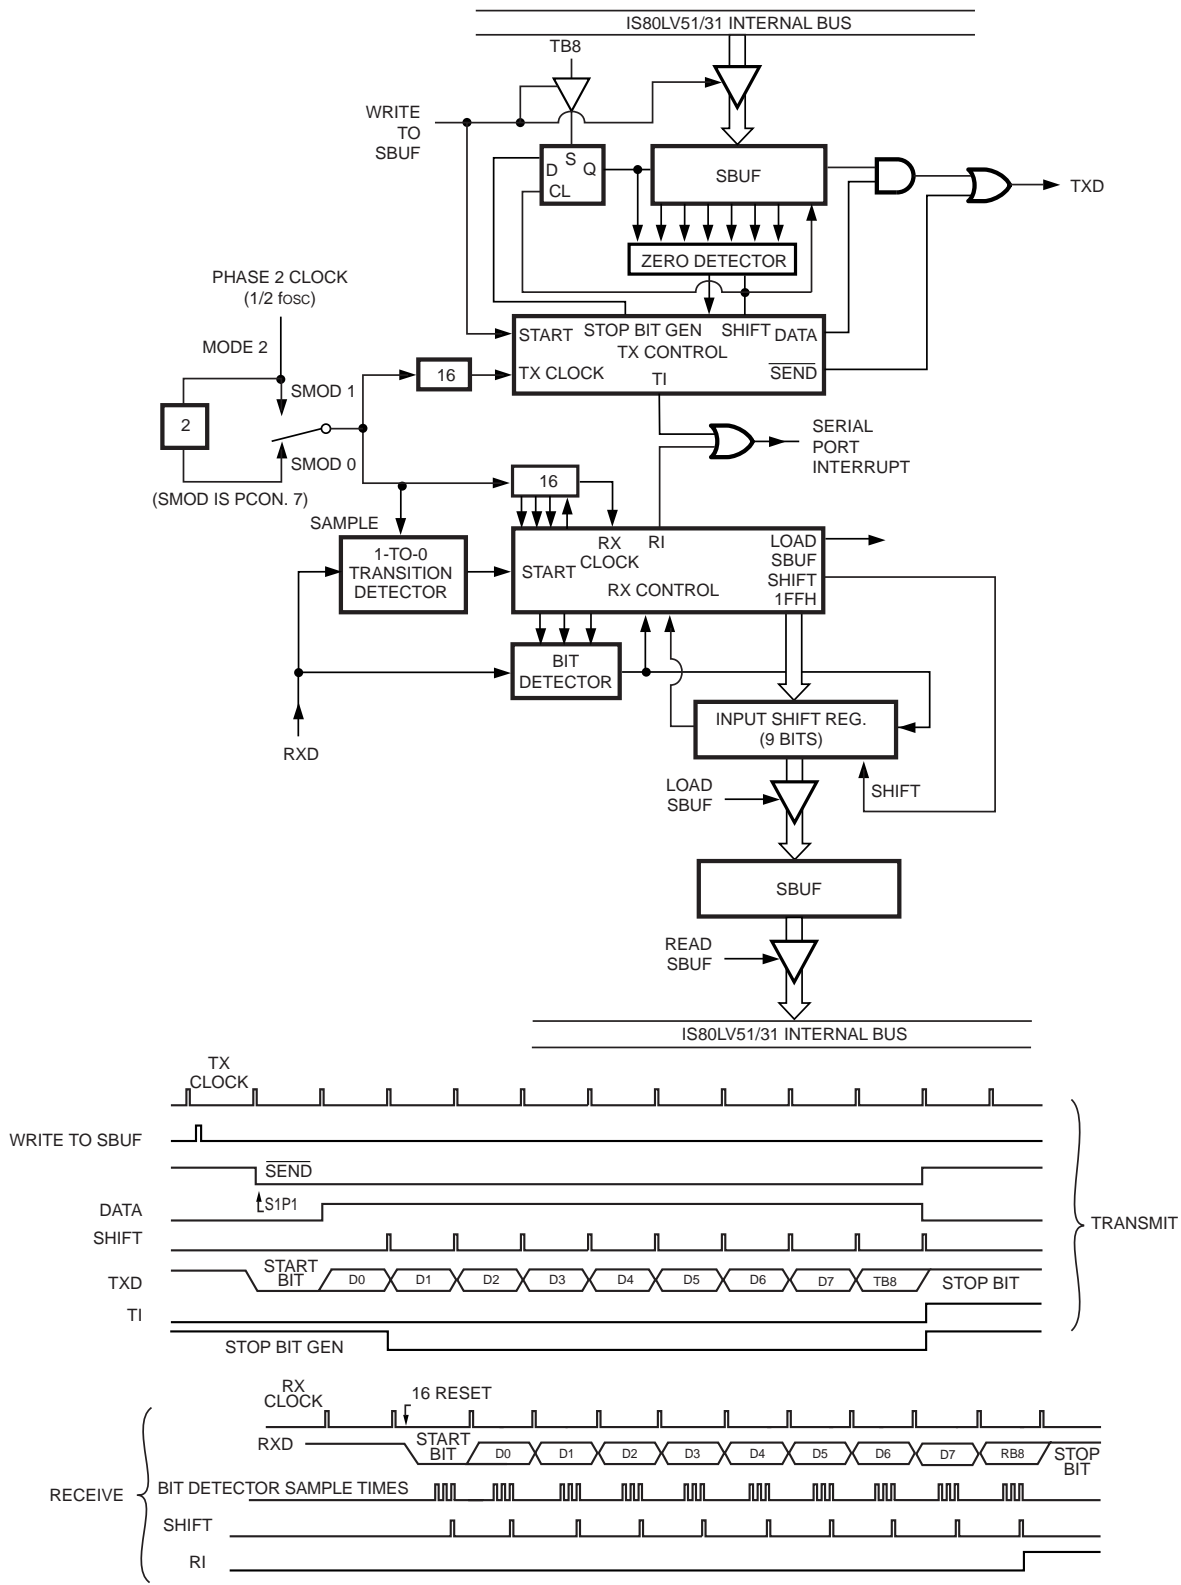 IS80LV51/31 INTERNAL BUS
TB8
WRITE
TO
SBUF
S
D
Q
CL
SBUF
TXD
ZERO DETECTOR
PHASE 2 CLOCK
(1/2 fosc)
MODE 2
START
STOP BIT GEN
SHIFT
DATA
TX CONTROL
16
TX CLOCK
TI
SEND
SMOD 1
2
SMOD 0
SERIAL
PORT
INTERRUPT
(SMOD IS PCON. 7)
16
SAMPLE
1-TO-0
TRANSITION
DETECTOR
RX
CLOCK
RI
LOAD
SBUF
START
SHIFT
RX CONTROL
1FFH
BIT
DETECTOR
INPUT SHIFT REG.
(9 BITS)
RXD
LOAD
SBUF
SHIFT
SBUF
READ
SBUF
IS80LV51/31 INTERNAL BUS
TX
CLOCK
WRITE TO SBUF
SEND
S1P1
DATA
TRANSMIT
SHIFT
TXD
START
BIT
D0
D1
D2
D3
D4
D5
D6
D7
TB8
STOP BIT
TI
STOP BIT GEN
RX
CLOCK
16 RESET
RXD
START
BIT
D0
D1
D2
D3
D4
D5
D6
D7
RB8
STOP
BIT
RECEIVE
BIT DETECTOR SAMPLE TIMES
SHIFT
RI